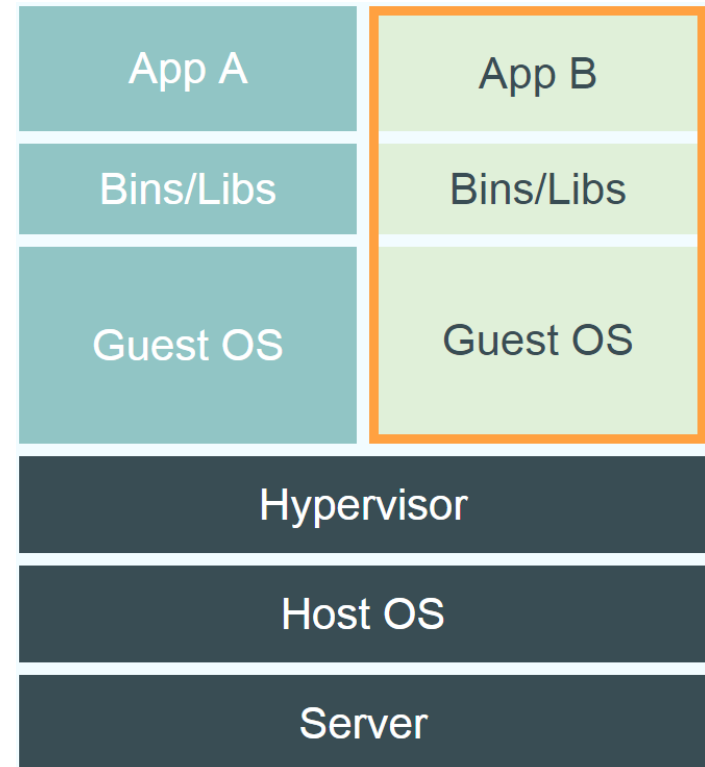 App A
App B
Bins/Libs
Bins/Libs
Guest OS
Guest OS
Hypervisor
Host OS
Server